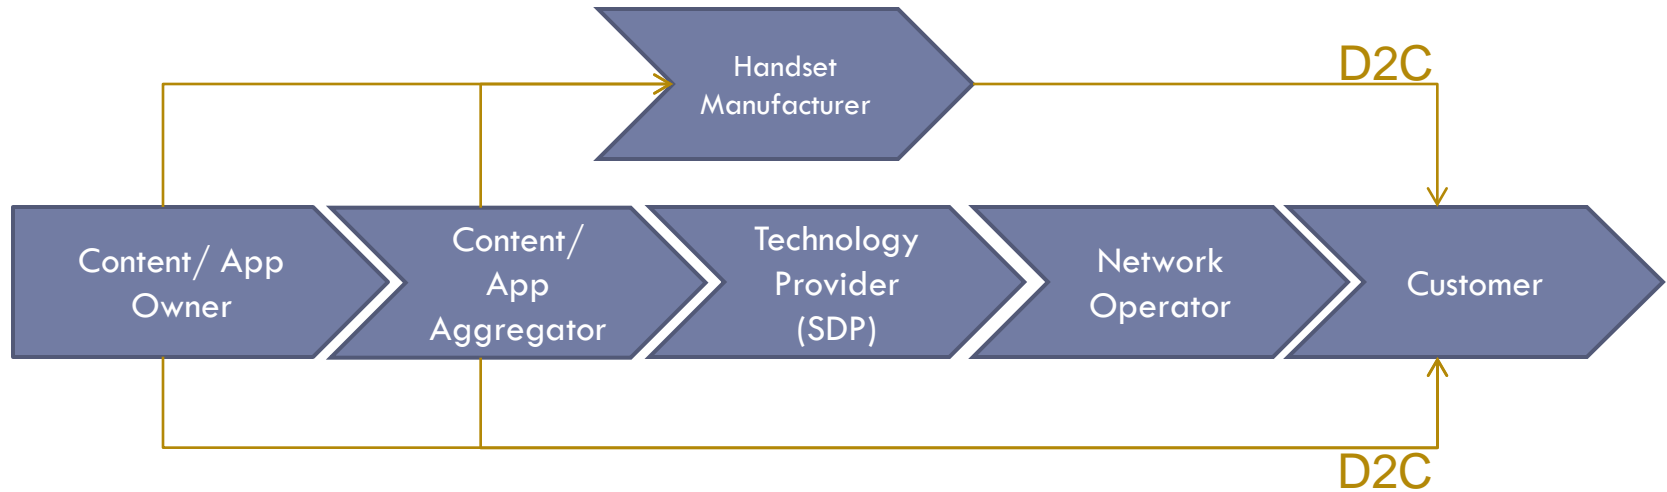 Handset
Manufacturer
D2C
Content/ App
Owner
Content/
App
Aggregator
Technology
Provider
(SDP)
Network
Operator
Customer
D2C